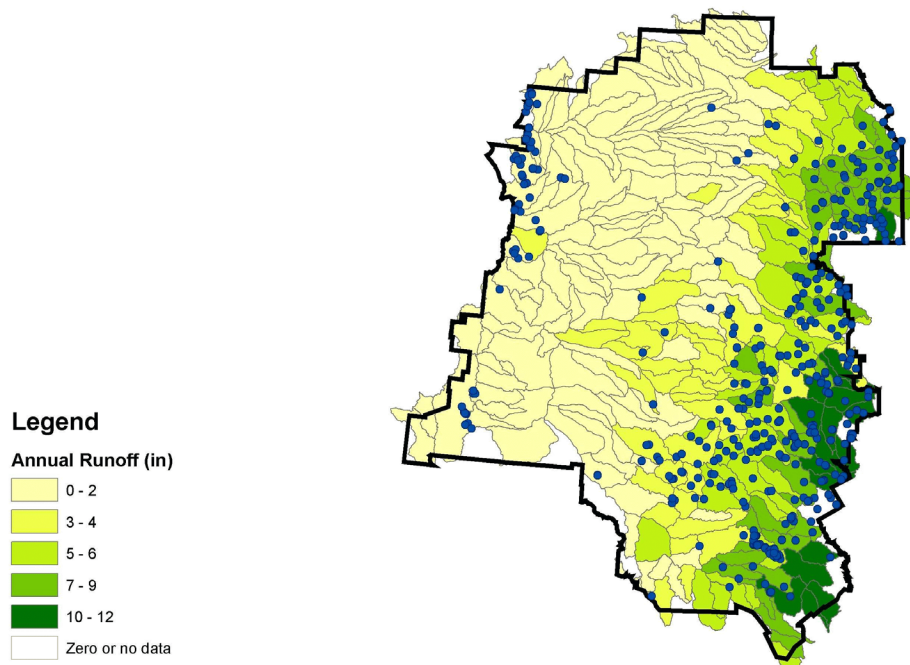 Legend
Annual Runoff (in)
0 - 2
3 - 4
5 - 6
7 - 9
10 - 12
Zero or no data